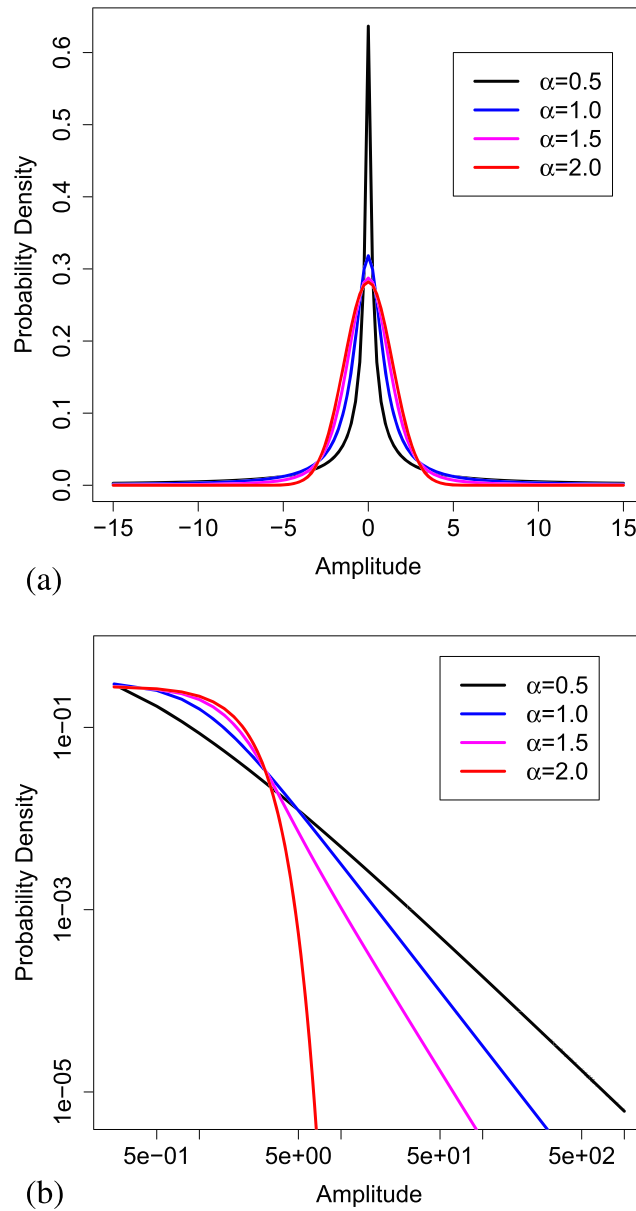 0.6
0.5
0.4
0.3
0.2
0.1
0.0
Probability Density
α=0.5
α=1.0
α=1.5
α=2.0
−15 −10 −5 0 5 10 15
Amplitude
(a)
1e−01
1e−03
1e−05
Probability Density
α=0.5
α=1.0
α=1.5
α=2.0
5e−01 5e+00 5e+01 5e+02
Amplitude
(b)